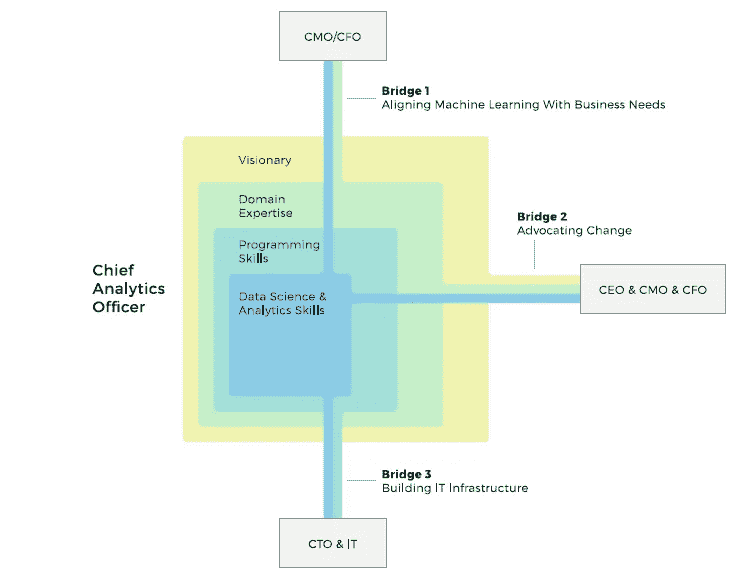 CMO/CFO
Bridge 1
Aligning Machine Learning With Business Needs
Visionary
Domain
Expertise
Bridge 2
Advocating Change
Programming
Skills
Chief
Analytics
Officer
Data Science &
Analytics Skills
CEO & CMO & CFO
Bridge 3
Building IT Infrastructure
CTO & IT